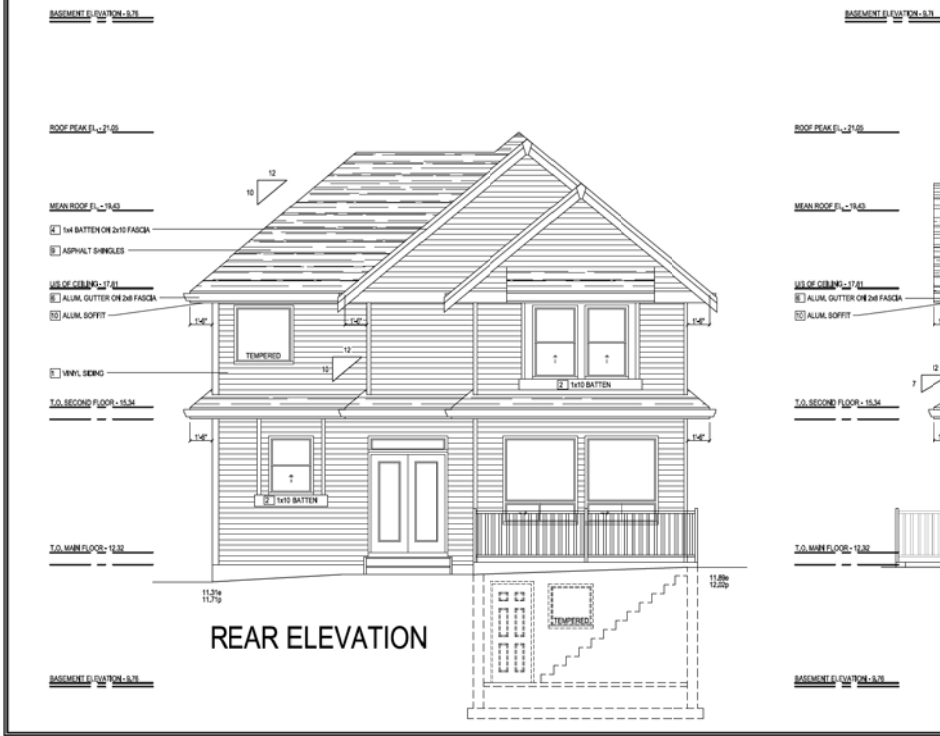 BASEMENT ELEVATION - 9.76
BASEMENT ELEVATION - 9.71
ROOF PEAK EL. - 21.05
ROOF PEAK EL. - 21.05
12
10
MEAN ROOF EL. - 19.43
MEAN ROOF EL. - 19.43
4 1x4 BATTEN ON 2x10 FASCIA
9 ASPHALT SHINGLES
U/S OF CEILING - 17.81
U/S OF CEILING - 17.81
6 ALUM. GUTTER ON 2x8 FASCIA
6 ALUM. GUTTER ON 2x8 FASCIA
10 ALUM. SOFFIT
10 ALUM. SOFFIT
1'-6"
1'-6"
1'-6"
TEMPERED
12
10
12
7
1 VINYL SIDING
2 1x10 BATTEN
T.O. SECOND FLOOR - 15.34
T.O. SECOND FLOOR - 15.34
1'-6"
1'-6"
2 1x10 BATTEN
T.O. MAIN FLOOR - 12.32
T.O. MAIN FLOOR - 12.32
11.31e
11.71p
11.89e
12.02p
TEMPERED
REAR ELEVATION
BASEMENT ELEVATION - 9.76
BASEMENT ELEVATION - 9.76